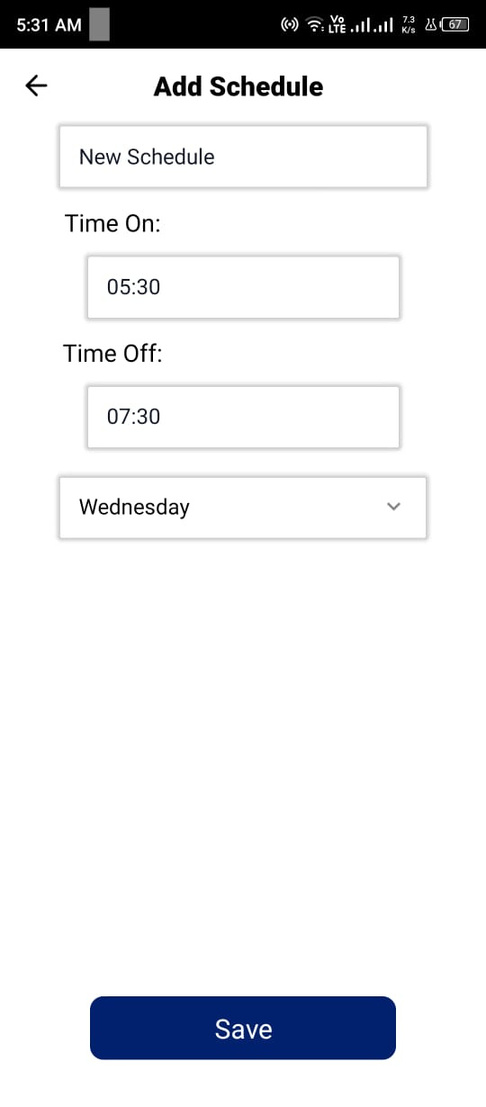 5:31 AM Vo LTE 7.3 K/s 67
Add Schedule
New Schedule
Time On:
05:30
Time Off:
07:30
Wednesday
Save